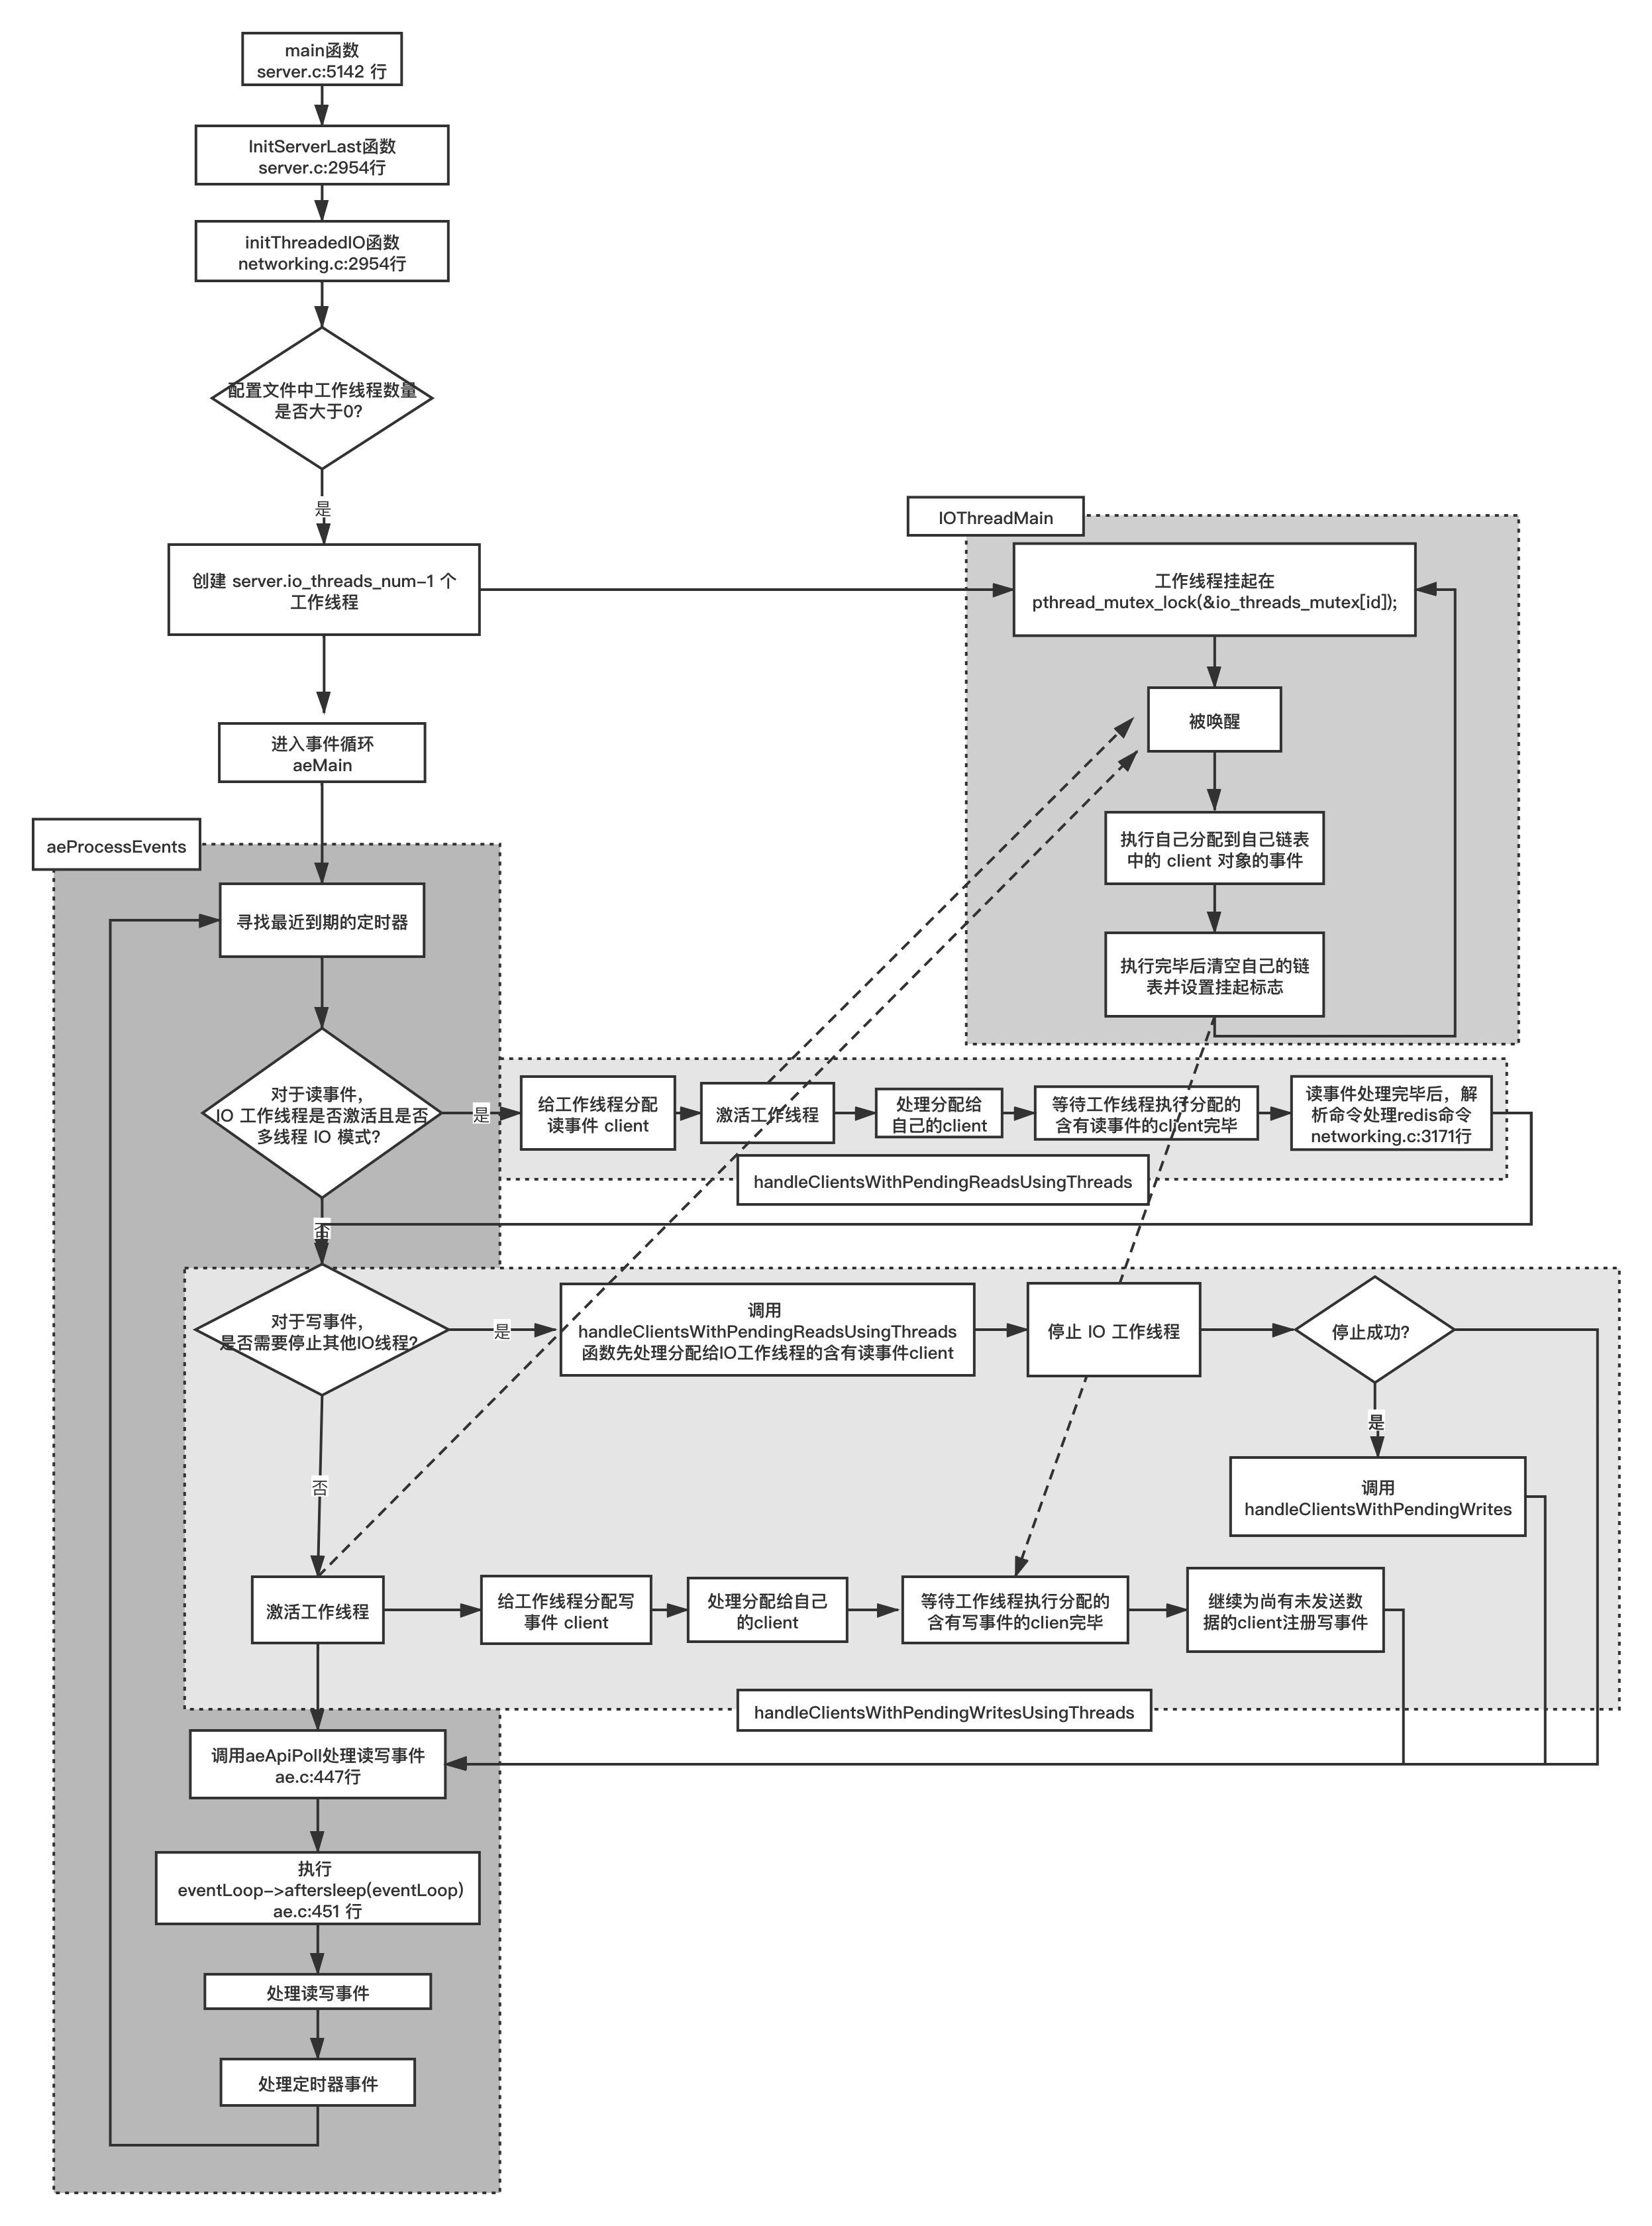 main函数
server.c:5142 行
InitServerLast函数
server.c:2954行
initThreadedIO函数
networking.c:2954行
配置文件中工作线程数量
是否大于0?
是
创建 server.io_threads_num-1 个
工作线程
IOThreadMain
工作线程挂起在
pthread_mutex_lock(&io_threads_mutex[id]);
被唤醒
执行自己分配到自己链表
中的 client 对象的事件
执行完毕后清空自己的链
表并设置挂起标志
进入事件循环
aeMain
aeProcessEvents
寻找最近到期的定时器
对于读事件，
IO 工作线程是否激活且是否
多线程 IO 模式?
是
给工作线程分配
读事件 client
激活工作线程
处理分配给
自己的client
等待工作线程执行分配的
含有读事件的client完毕
读事件处理完毕后，解
析命令处理redis命令
networking.c:3171行
handleClientsWithPendingReadsUsingThreads
否
对于写事件，
是否需要停止其他IO线程?
是
调用
handleClientsWithPendingReadsUsingThreads
函数先处理分配给IO工作线程的含有读事件client
停止 IO 工作线程
停止成功?
是
调用
handleClientsWithPendingWrites
否
激活工作线程
给工作线程分配写
事件 client
处理分配给自己
的client
等待工作线程执行分配的
含有写事件的clien完毕
继续为尚有未发送数
据的client注册写事件
handleClientsWithPendingWritesUsingThreads
调用aeApiPoll处理读写事件
ae.c:447行
执行
eventLoop->aftersleep(eventLoop)
ae.c:451 行
处理读写事件
处理定时器事件